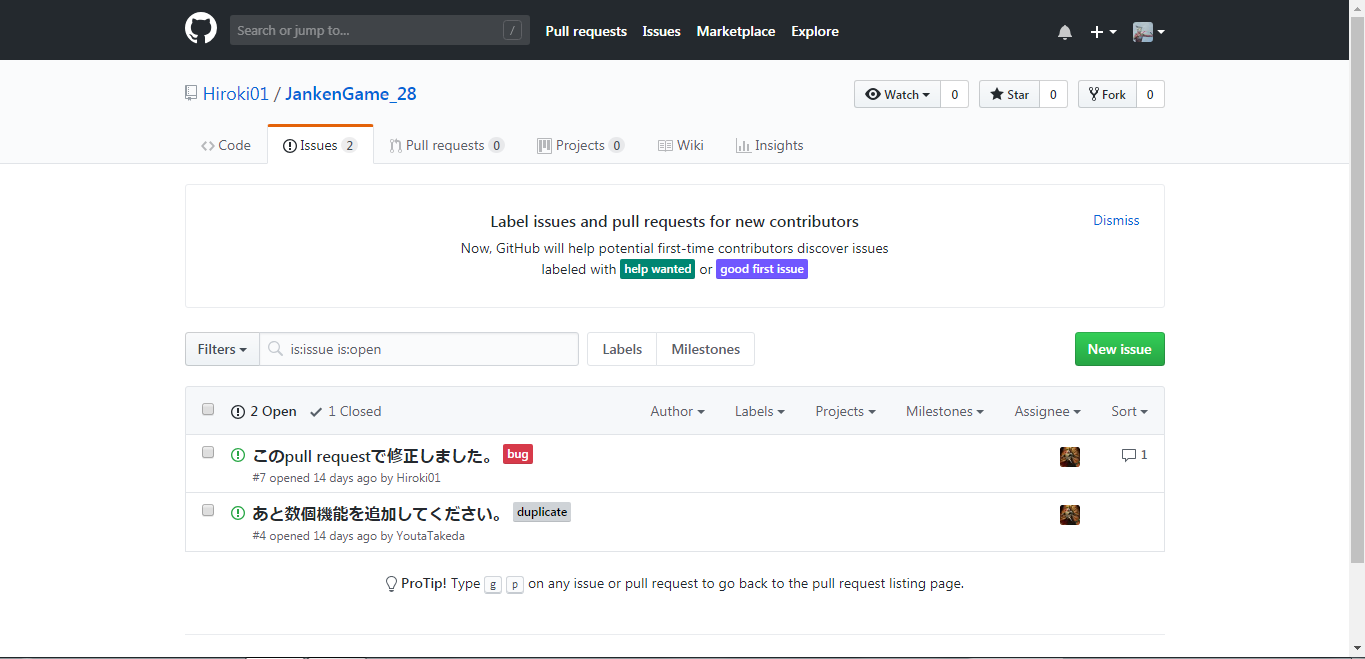 Search or jump to... / Pull requests Issues Marketplace Explore
Hiroki01 / JankenGame_28 Watch 0 Star 0 Fork 0
Code Issues 2 Pull requests 0 Projects 0 Wiki Insights
Label issues and pull requests for new contributors Dismiss
Now, GitHub will help potential first-time contributors discover issues
labeled with help wanted or good first issue
Filters is:issue is:open Labels Milestones New issue
2 Open 1 Closed Author Labels Projects Milestones Assignee Sort
このpull requestで修正しました。 bug 1
#7 opened 14 days ago by Hiroki01
あと数個機能を追加してください。 duplicate
#4 opened 14 days ago by YoutaTakeda
ProTip! Type g p on any issue or pull request to go back to the pull request listing page.